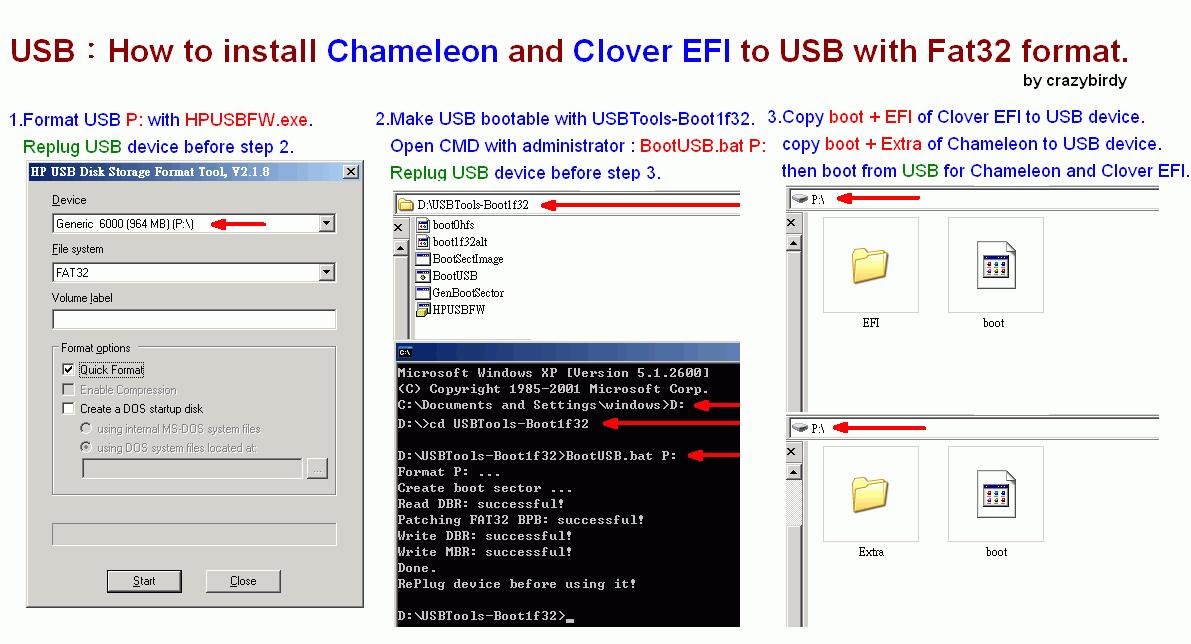 USB：How to install Chameleon and Clover EFI to USB with Fat32 format.
by crazybirdy
1.Format USB P: with HPUSBFW.exe.
Replug USB device before step 2.
HP USB Disk Storage Format Tool, V2.1.8
Device
Generic 6000 (964 MB) (P:\)
File system
FAT32
Volume label
Format options
Quick Format
Enable Compression
Create a DOS startup disk
using internal MS-DOS system files
using DOS system files located at:
...
Start
Close
2.Make USB bootable with USBTools-Boot1f32.
Open CMD with administrator : BootUSB.bat P:
Replug USB device before step 3.
D:\USBTools-Boot1f32
boot0hfs
boot1f32alt
BootSectImage
BootUSB
GenBootSector
HPUSBFW
C:\
Microsoft Windows XP [Version 5.1.2600]
(C) Copyright 1985-2001 Microsoft Corp.
C:\Documents and Settings\windows>D:
D:\>cd USBTools-Boot1f32
D:\USBTools-Boot1f32>BootUSB.bat P:
Format P: ...
Create boot sector ...
Read DBR: successful!
Patching FAT32 BPB: successful!
Write DBR: successful!
Write MBR: successful!
Done.
RePlug device before using it!
D:\USBTools-Boot1f32>_
3.Copy boot + EFI of Clover EFI to USB device.
copy boot + Extra of Chameleon to USB device.
then boot from USB for Chameleon and Clover EFI.
P:\
EFI
boot
P:\
Extra
boot